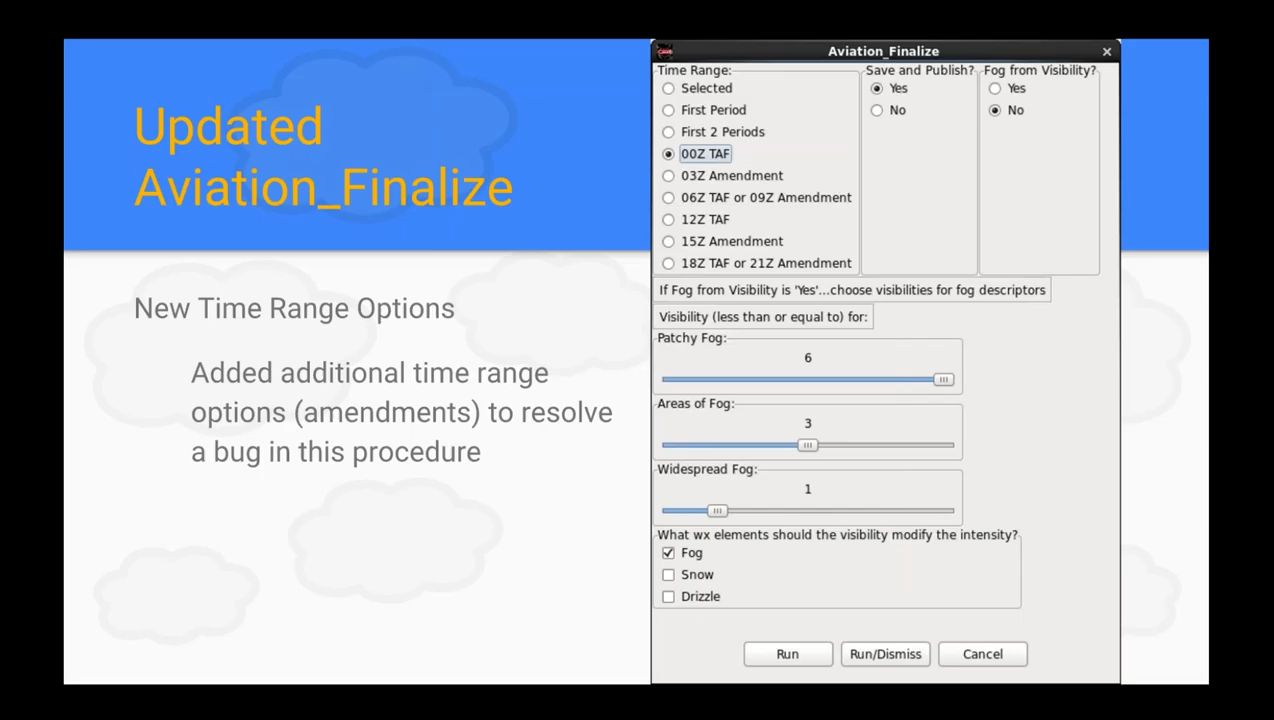 Updated
Aviation_Finalize
New Time Range Options
Added additional time range
options (amendments) to resolve
a bug in this procedure
Aviation_Finalize
Time Range:
Selected
First Period
First 2 Periods
00Z TAF
03Z Amendment
06Z TAF or 09Z Amendment
12Z TAF
15Z Amendment
18Z TAF or 21Z Amendment
Save and Publish?
Yes
No
Fog from Visibility?
Yes
No
If Fog from Visibility is 'Yes'...choose visibilities for fog descriptors
Visibility (less than or equal to) for:
Patchy Fog:
6
Areas of Fog:
3
Widespread Fog:
1
What wx elements should the visibility modify the intensity?
Fog
Snow
Drizzle
Run
Run/Dismiss
Cancel